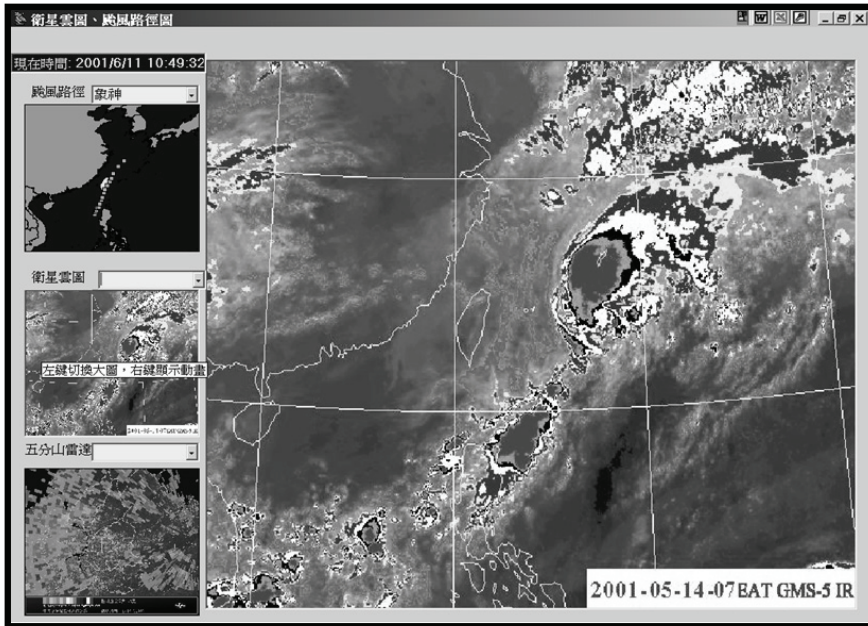 衛星雲圖、颱風路徑圖
現在時間: 2001/6/11 10:49:32
颱風路徑 象神
衛星雲圖
左鍵切換大圖，右鍵顯示動畫
五分山雷達
2001-05-14-07EAT GMS-5 IR